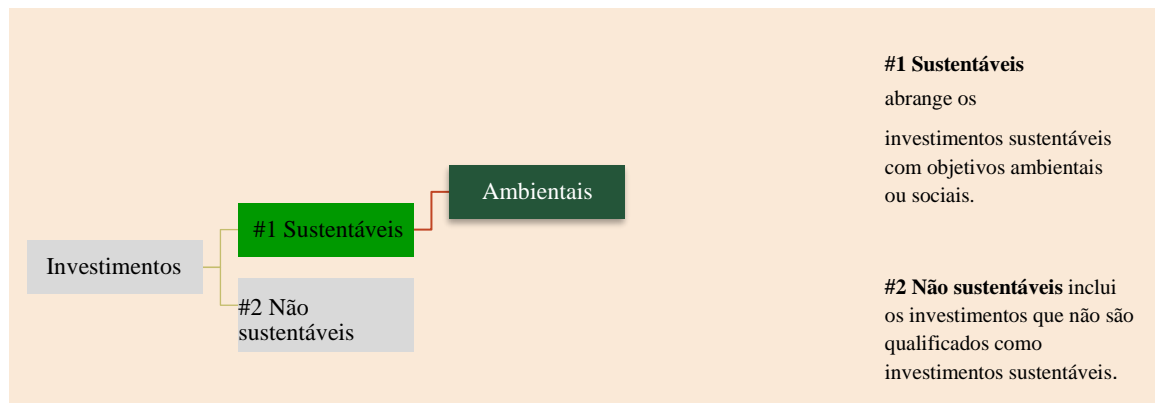 Investimentos
#1 Sustentáveis
#2 Não
sustentáveis
Ambientais
#1 Sustentáveis
abrange os
investimentos sustentáveis
com objetivos ambientais
ou sociais.
#2 Não sustentáveis inclui
os investimentos que não são
qualificados como
investimentos sustentáveis.